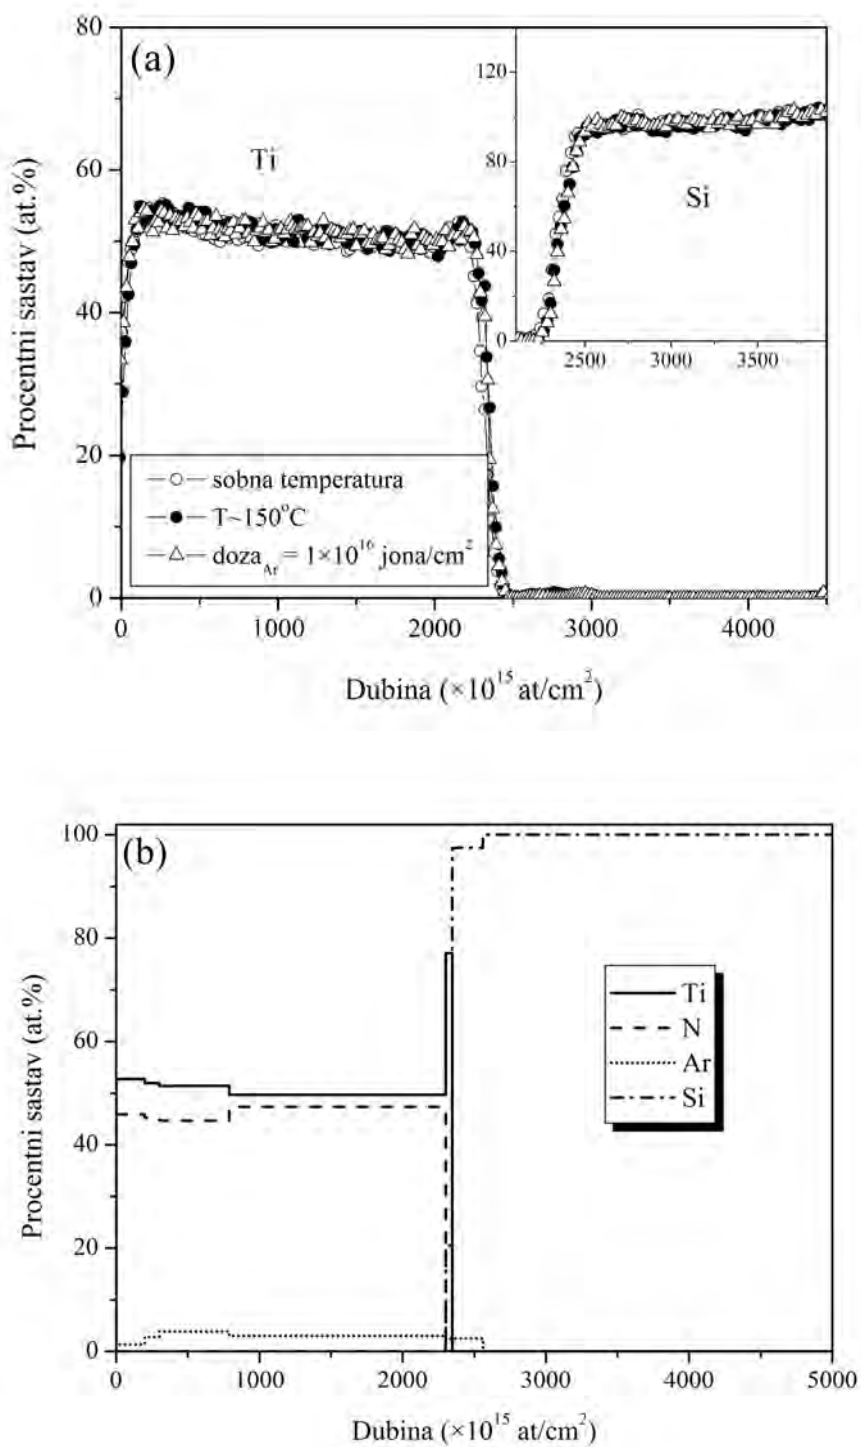 (a)
80
60
40
20
0
Procentni sastav (at.%)
Ti
120
80
40
0
2500 3000 3500
Si
sobna temperatura
T~150°C
doza_Ar = 1×10^16 jona/cm^2
0 1000 2000 3000 4000
Dubina (×10^15 at/cm^2)
(b)
100
80
60
40
20
0
Procentni sastav (at.%)
Ti
N
Ar
Si
0 1000 2000 3000 4000 5000
Dubina (×10^15 at/cm^2)